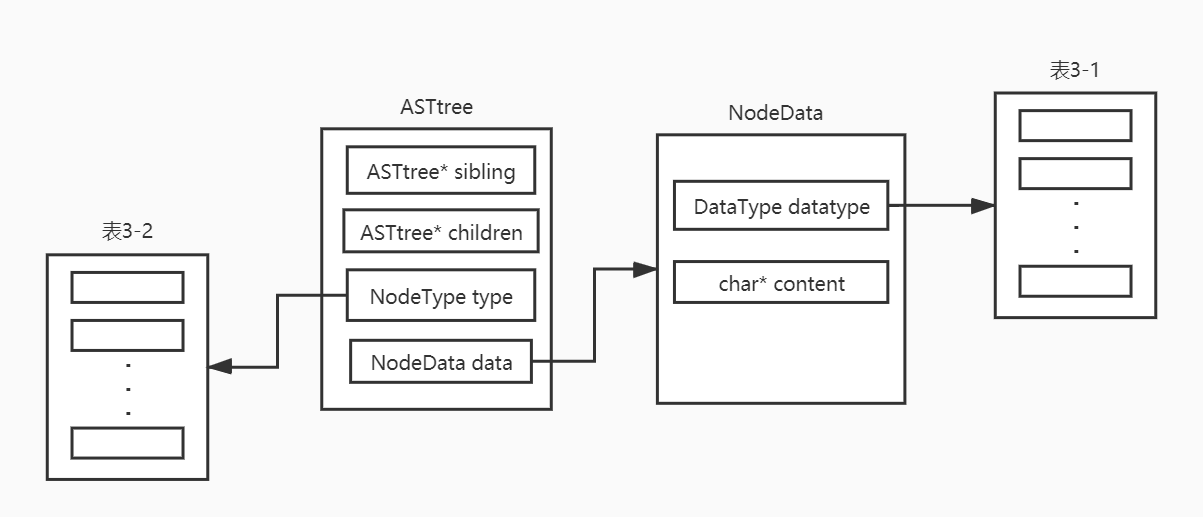 表3-2
ASTtree
ASTtree* sibling
ASTtree* children
NodeType type
NodeData data
NodeData
DataType datatype
char* content
表3-1